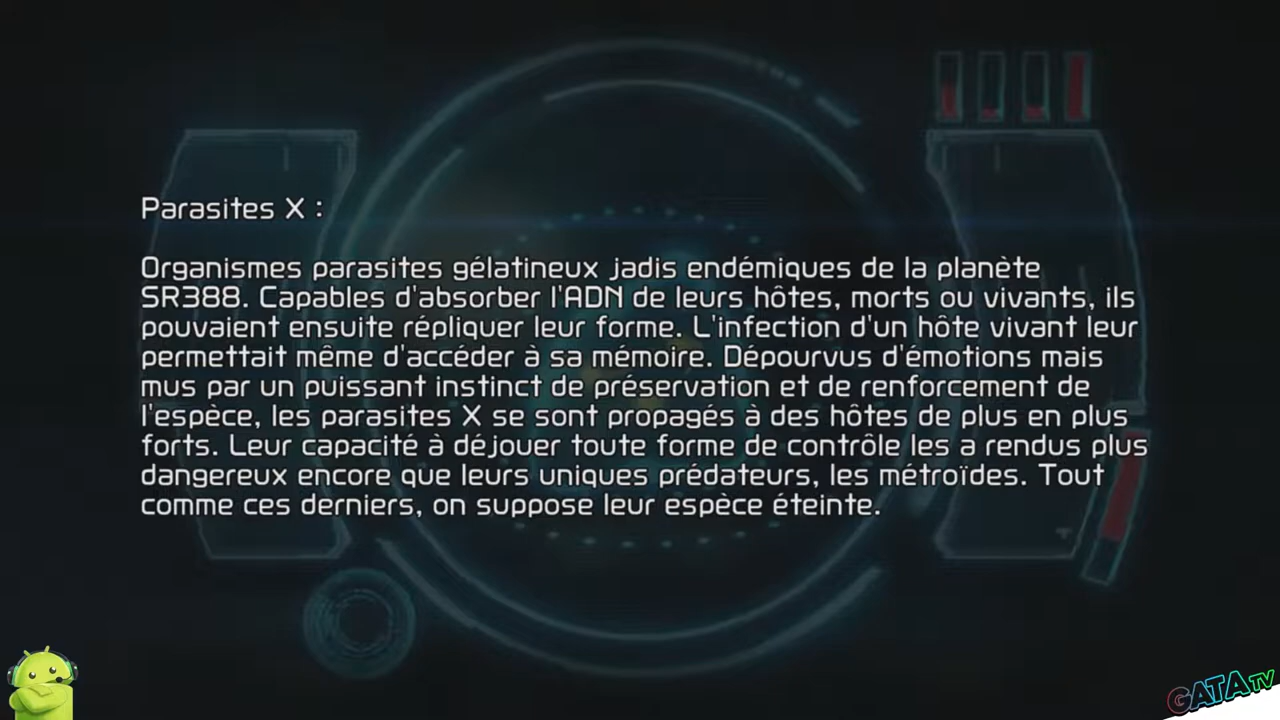 Parasites X :
Organismes parasites gélatineux jadis endémiques de la planète
SR388. Capables d'absorber l'ADN de leurs hôtes, morts ou vivants, ils
pouvaient ensuite répliquer leur forme. L'infection d'un hôte vivant leur
permettait même d'accéder à sa mémoire. Dépourvus d'émotions mais
mus par un puissant instinct de préservation et de renforcement de
l'espèce, les parasites X se sont propagés à des hôtes de plus en plus
forts. Leur capacité à déjouer toute forme de contrôle les a rendus plus
dangereux encore que leurs uniques prédateurs, les métroïdes. Tout
comme ces derniers, on suppose leur espèce éteinte.
GATA TV